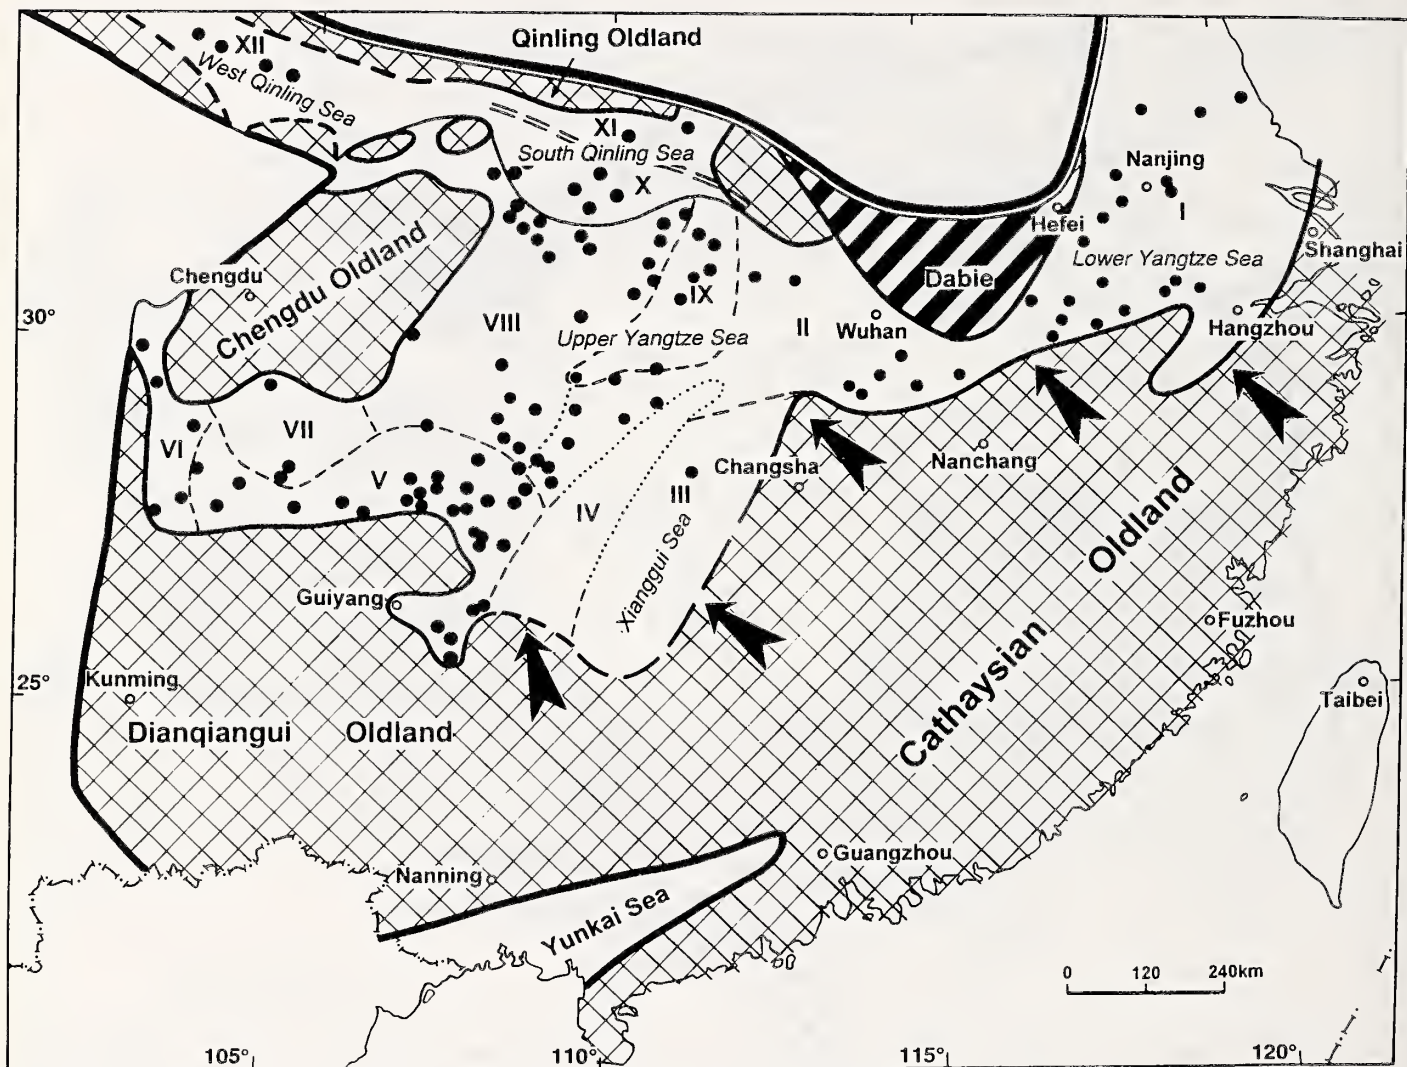 Qinling Oldland
XII
West Qinling Sea
XI
South Qinling Sea
X
Nanjing
I
Hefei
Shanghai
Lower Yangtze Sea
Chengdu
Chengdu Oldland
Dabie
IX
30°
VIII
II
Wuhan
Hangzhou
Upper Yangtze Sea
VI
VII
V
Changsha
Nanchang
III
IV
Xianggui Sea
Cathaysian Oldland
Guiyang
Fuzhou
25°
Kunming
Taibei
Dianqiangui Oldland
Guangzhou
Nanning
Yunkai Sea
0 120 240km
105° 110° 115° 120°